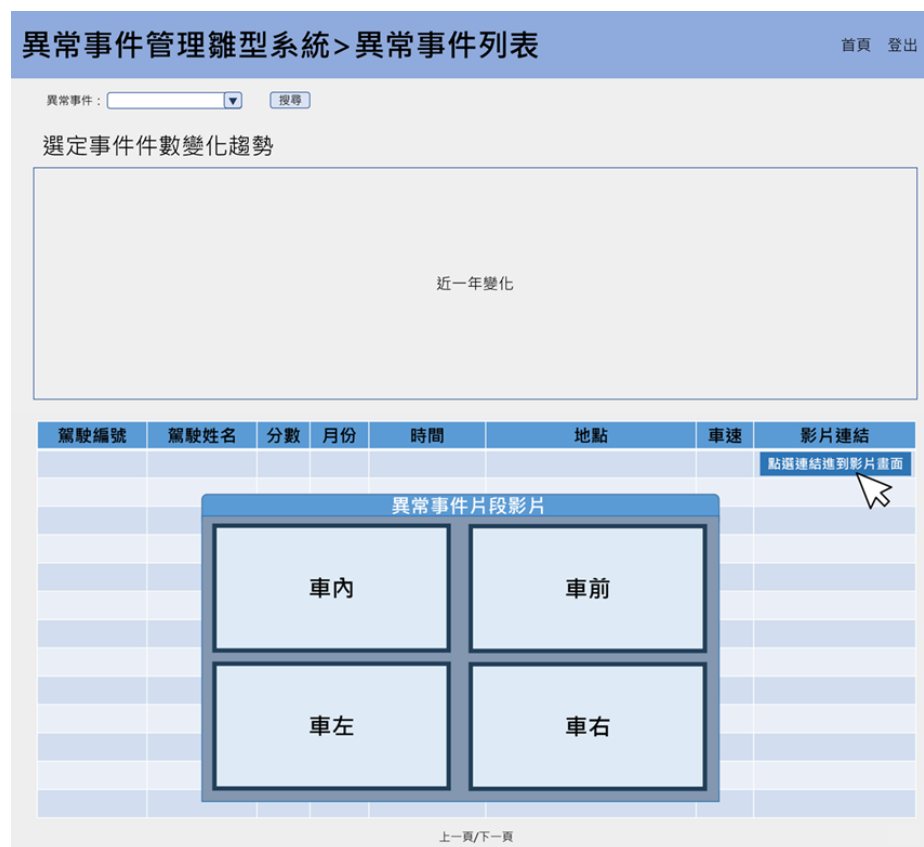 異常事件管理雛型系統>異常事件列表
首頁 登出
異常事件：
搜尋
選定事件件數變化趨勢
近一年變化
駕駛編號 駕駛姓名 分數 月份 時間 地點 車速 影片連結
點選連結進到影片畫面
異常事件片段影片
車內 車前
車左 車右
上一頁/下一頁